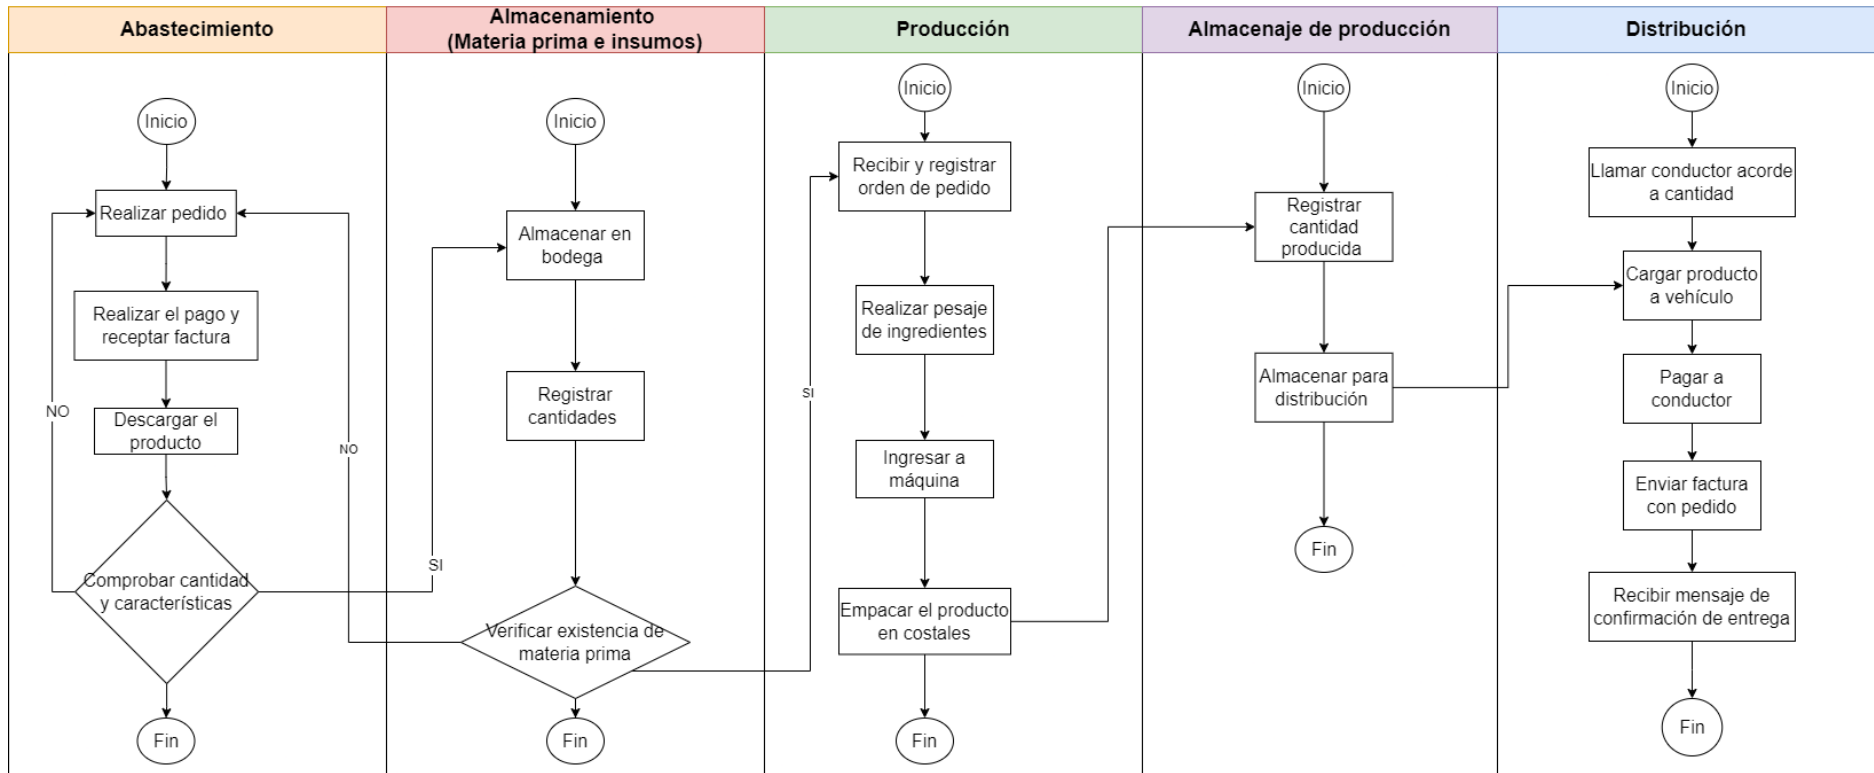 Abastecimiento
Almacenamiento
(Materia prima e insumos)
Producción
Almacenaje de producción
Distribución
Inicio
Realizar pedido
Realizar el pago y
receptar factura
Descargar el
producto
NO
Comprobar cantidad
y características
SI
Fin
Inicio
Almacenar en
bodega
Registrar
cantidades
NO
Verificar existencia de
materia prima
SI
Fin
Inicio
Recibir y registrar
orden de pedido
Realizar pesaje
de ingredientes
Ingresar a
máquina
Empacar el producto
en costales
Fin
Inicio
Registrar
cantidad
producida
Almacenar para
distribución
Fin
Inicio
Llamar conductor acorde
a cantidad
Cargar producto
a vehículo
Pagar a
conductor
Enviar factura
con pedido
Recibir mensaje de
confirmación de entrega
Fin